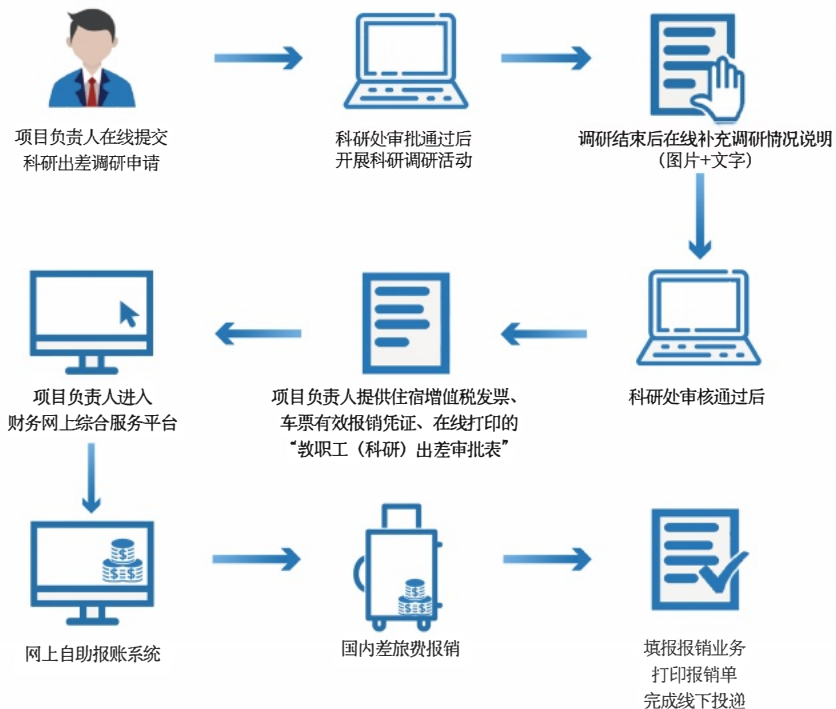 项目负责人在线提交
科研出差调研申请
科研处审批通过后
开展科研调研活动
调研结束后在线补充调研情况说明
（图片+文字）
科研处审核通过后
项目负责人提供住宿增值税发票、
车票有效报销凭证、在线打印的
“教职工（科研）出差审批表”
项目负责人进入
财务网上综合服务平台
网上自助报账系统
国内差旅费报销
填报报销业务
打印报销单
完成线下投递